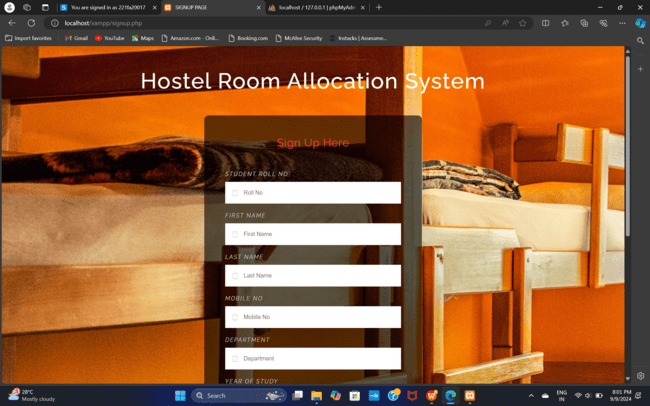 You are signed in as 221fa20017
SIGNUP PAGE
localhost / 127.0.0.1 | phpMyAdm
localhost/xampp/signup.php
Import favorites
Gmail
YouTube
Maps
Amazon.com - Onli...
Booking.com
McAfee Security
Instacks | Assessme...
Hostel Room Allocation System
Sign Up Here
STUDENT ROLL NO
Roll No
FIRST NAME
First Name
LAST NAME
Last Name
MOBILE NO
Mobile No
DEPARTMENT
Department
YEAR OF STUDY
28°C
Mostly cloudy
Search
ENG
IN
8:01 PM
9/9/2024